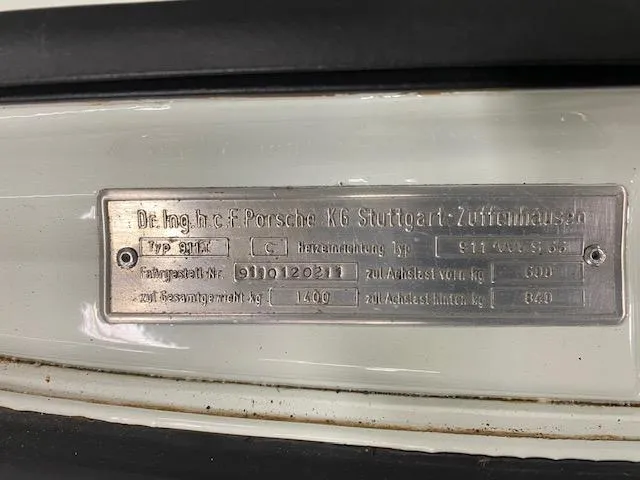 Dr. Ing. h. c. F. Porsche KG Stuttgart-Zuffenhausen
Typ 911T C Heizeinrichtung Typ 911
Fahrgestell-Nr. 9110120211 zul Achslast vorn kg 600
zul Gesamtgewicht kg 1400 zul Achslast hinten kg 840